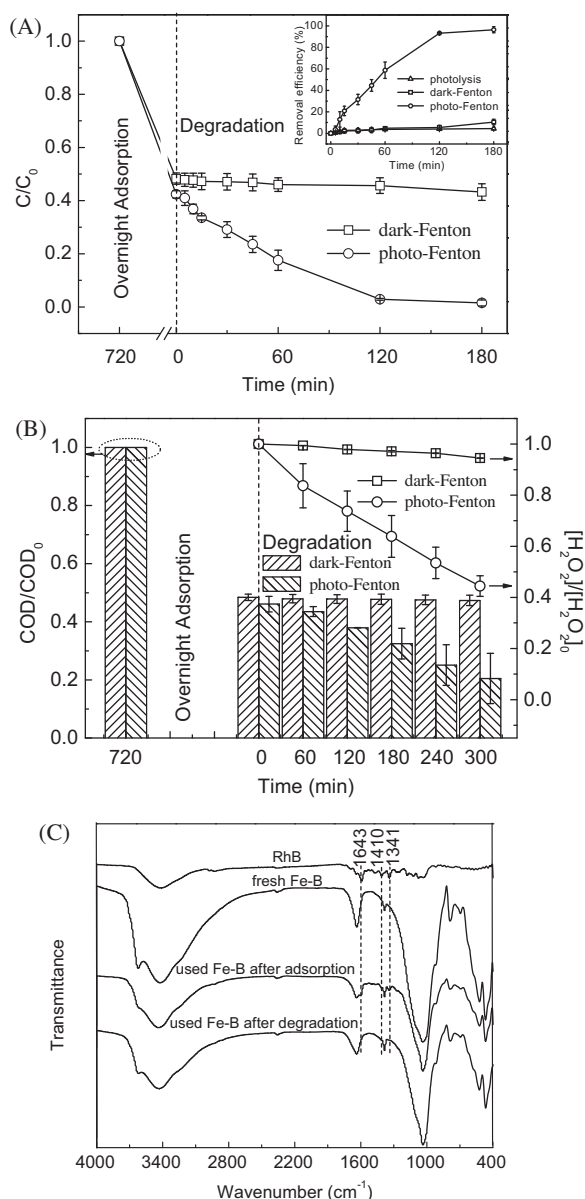 (A)
1.0
0.8
0.6
0.4
0.2
0.0
C/C0
Overnight Adsorption
Degradation
100
80
60
40
20
0
Removal efficiency (%)
photolysis
dark-Fenton
photo-Fenton
0 60 120 180
Time (min)
dark-Fenton
photo-Fenton
720 0 60 120 180
Time (min)
(B)
1.0
0.8
0.6
0.4
0.2
0.0
COD/COD0
Overnight Adsorption
dark-Fenton
photo-Fenton
Degradation
dark-Fenton
photo-Fenton
1.0
0.8
0.6
0.4
0.2
0.0
[H2O2]/[H2O2]0
720 0 60 120 180 240 300
Time (min)
(C)
1643
1410
1341
RhB
fresh Fe-B
used Fe-B after adsorption
used Fe-B after degradation
Transmittance
4000 3400 2800 2200 1600 1000 400
Wavenumber (cm-1)